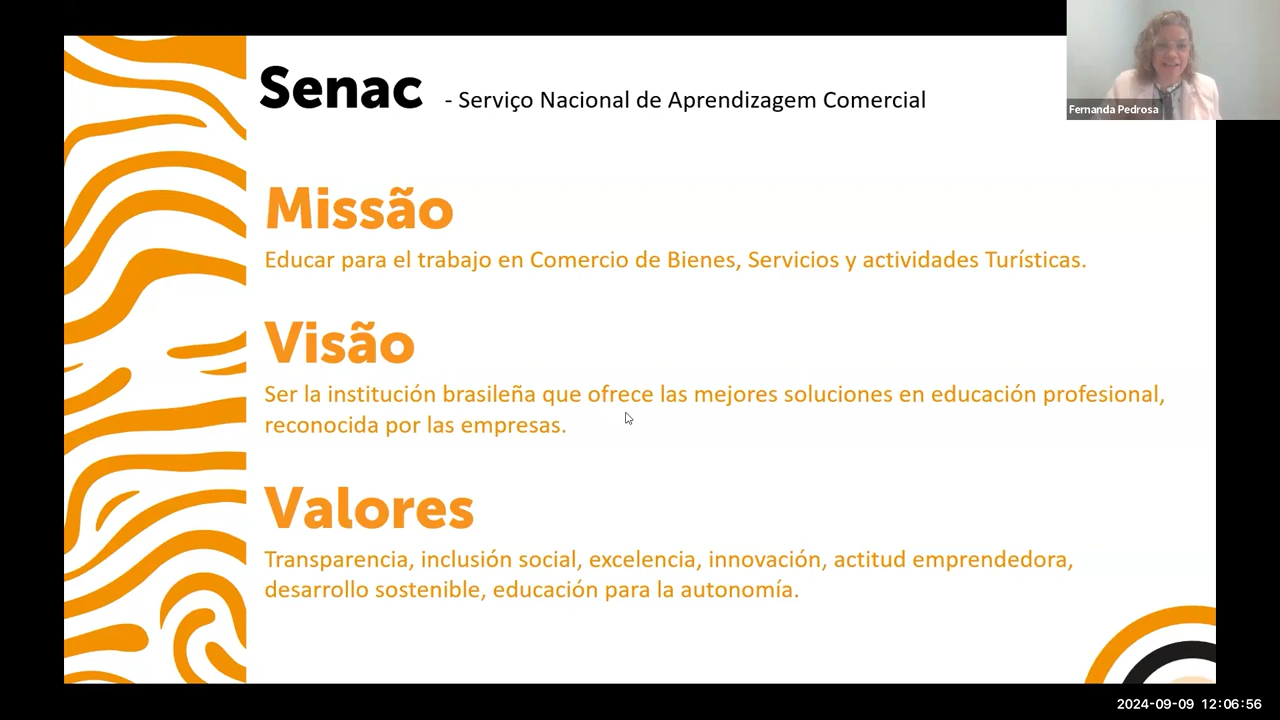 Senac - Serviço Nacional de Aprendizagem Comercial
Fernanda Pedrosa
Missão
Educar para el trabajo en Comercio de Bienes, Servicios y actividades Turísticas.
Visão
Ser la institución brasileña que ofrece las mejores soluciones en educación profesional,
reconocida por las empresas.
Valores
Transparencia, inclusión social, excelencia, innovación, actitud emprendedora,
desarrollo sostenible, educación para la autonomía.
2024-09-09 12:06:56